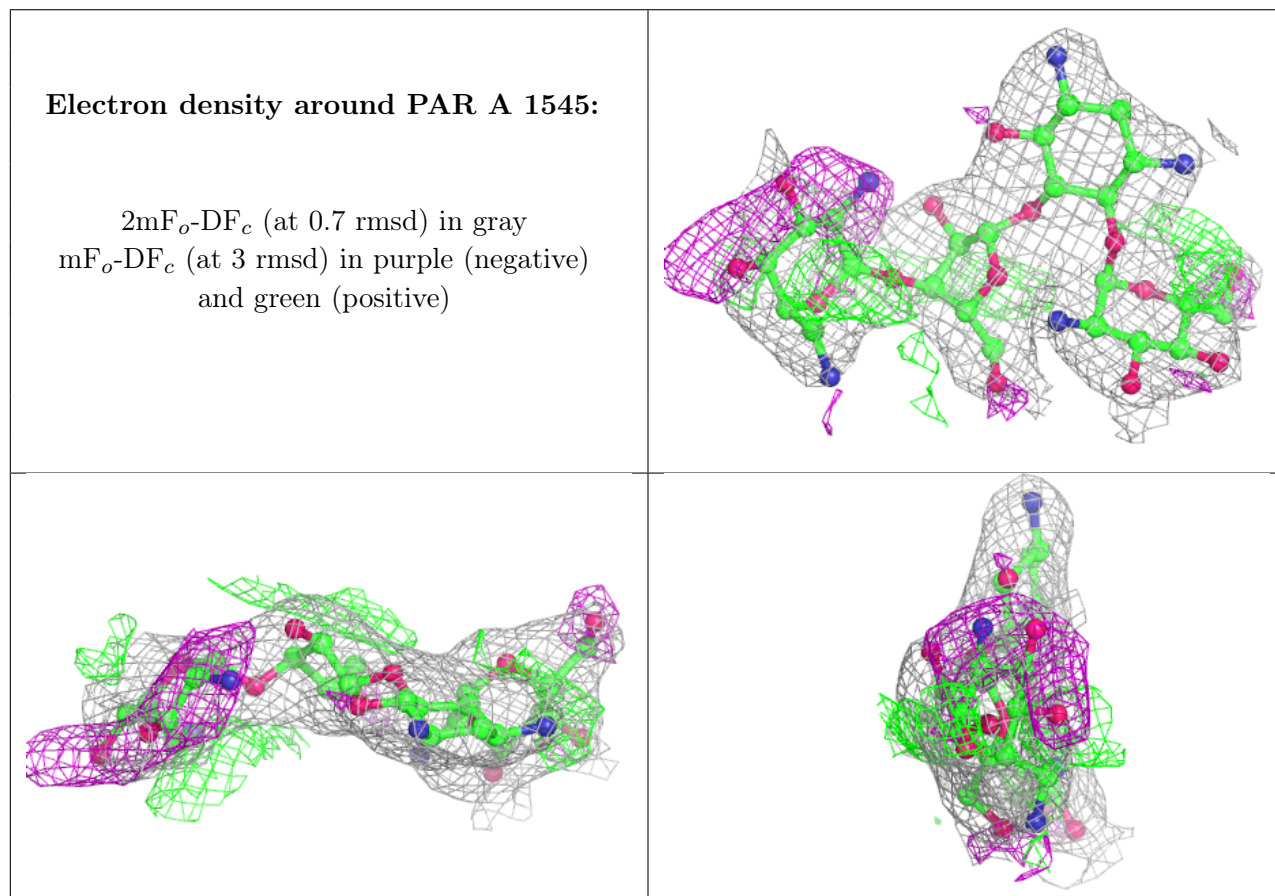 Electron density around PAR A 1545:
2mFo-DFc (at 0.7 rmsd) in gray
mFo-DFc (at 3 rmsd) in purple (negative)
and green (positive)